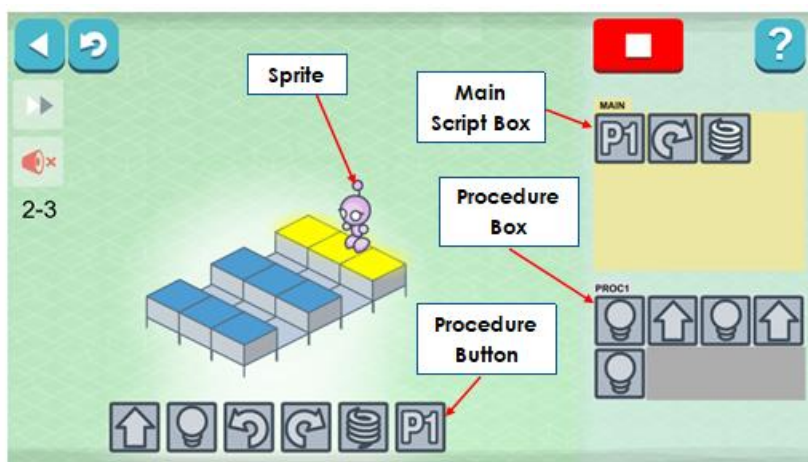 ?
Sprite
Main
Script Box
MAIN
P1
2-3
Procedure
Box
PROC1
Procedure
Button
P1